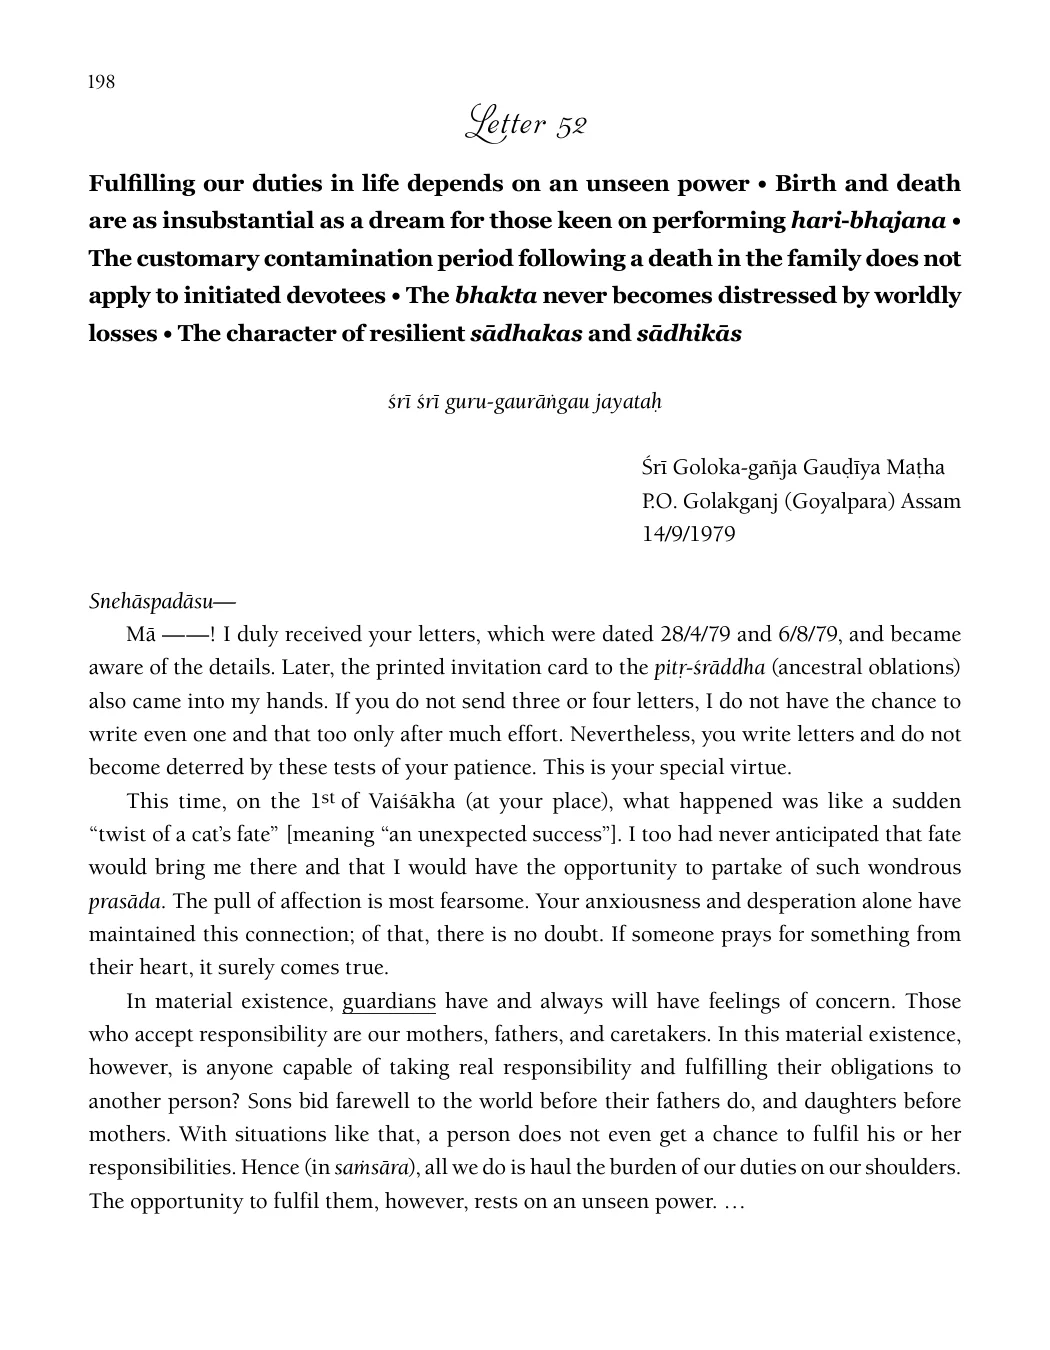 198
Letter 52
Fulfilling our duties in life depends on an unseen power • Birth and death
are as insubstantial as a dream for those keen on performing hari-bhajana •
The customary contamination period following a death in the family does not
apply to initiated devotees • The bhakta never becomes distressed by worldly
losses • The character of resilient sādhakas and sādhikās
śrī śrī guru-gaurāṅgau jayataḥ
Śrī Goloka-gañja Gauḍīya Maṭha
P.O. Golakganj (Goyalpara) Assam
14/9/1979
Snehāspadāsu—
Mā ——! I duly received your letters, which were dated 28/4/79 and 6/8/79, and became
aware of the details. Later, the printed invitation card to the pitṛ-śrāddha (ancestral oblations)
also came into my hands. If you do not send three or four letters, I do not have the chance to
write even one and that too only after much effort. Nevertheless, you write letters and do not
become deterred by these tests of your patience. This is your special virtue.
This time, on the 1st of Vaiśākha (at your place), what happened was like a sudden
“twist of a cat’s fate” [meaning “an unexpected success”]. I too had never anticipated that fate
would bring me there and that I would have the opportunity to partake of such wondrous
prasāda. The pull of affection is most fearsome. Your anxiousness and desperation alone have
maintained this connection; of that, there is no doubt. If someone prays for something from
their heart, it surely comes true.
In material existence, guardians have and always will have feelings of concern. Those
who accept responsibility are our mothers, fathers, and caretakers. In this material existence,
however, is anyone capable of taking real responsibility and fulfilling their obligations to
another person? Sons bid farewell to the world before their fathers do, and daughters before
mothers. With situations like that, a person does not even get a chance to fulfil his or her
responsibilities. Hence (in saṁsāra), all we do is haul the burden of our duties on our shoulders.
The opportunity to fulfil them, however, rests on an unseen power. …